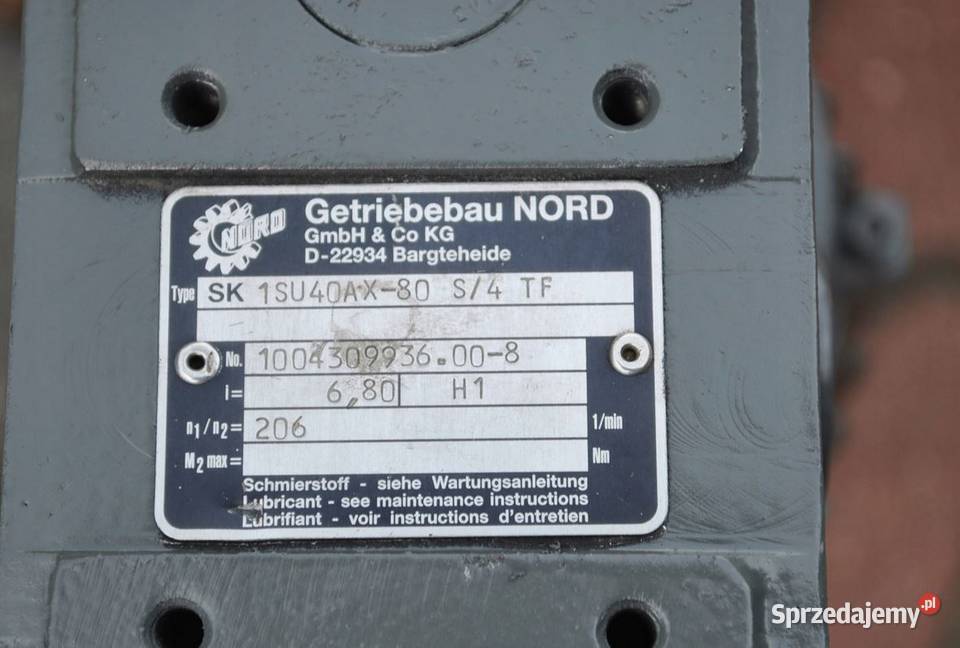 NORD
Getriebebau NORD
GmbH & Co KG
D-22934 Bargteheide
Type SK 1SU40AX-80 S/4 TF
No. 1004309936.00-8
i= 6,80 H1
n1/n2= 206 1/min
M2 max= Nm
Schmierstoff - siehe Wartungsanleitung
Lubricant - see maintenance instructions
Lubrifiant - voir instructions d'entretien
Sprzedajemy.pl